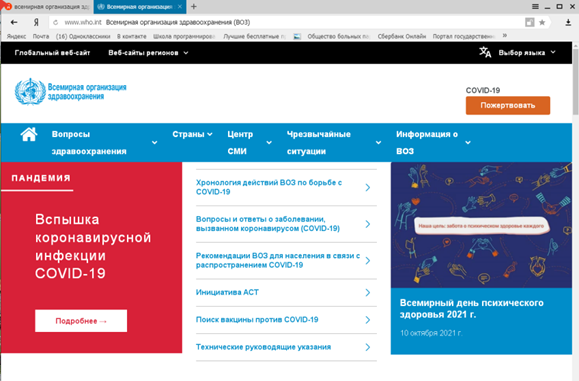 всемирная организация зд
Всемирная организация
www.who.int Всемирная организация здравоохранения (ВОЗ)
Яндекс Почта (16) Одноклассники В контакте Школа программиро Лучшие бесплатные п Общество больных по Сбербанк Онлайн Портал государствен »
Глобальный веб-сайт Веб-сайты регионов Выбор языка
Всемирная организация
здравоохранения
COVID-19
Пожертвовать
Вопросы
здравоохранения
Страны
Центр
СМИ
Чрезвычайные
ситуации
Информация о
ВОЗ
ПАНДЕМИЯ
Вспышка
коронавирусной
инфекции
COVID-19
Подробнее →
Хронология действий ВОЗ по борьбе с
COVID-19
Вопросы и ответы о заболевании,
вызванном коронавирусом (COVID-19)
Рекомендации ВОЗ для населения в связи с
распространением COVID-19
Инициатива ACT
Поиск вакцины против COVID-19
Технические руководящие указания
Наша цель: забота о психическом здоровье каждого
Всемирный день психического
здоровья 2021 г.
10 октября 2021 г.